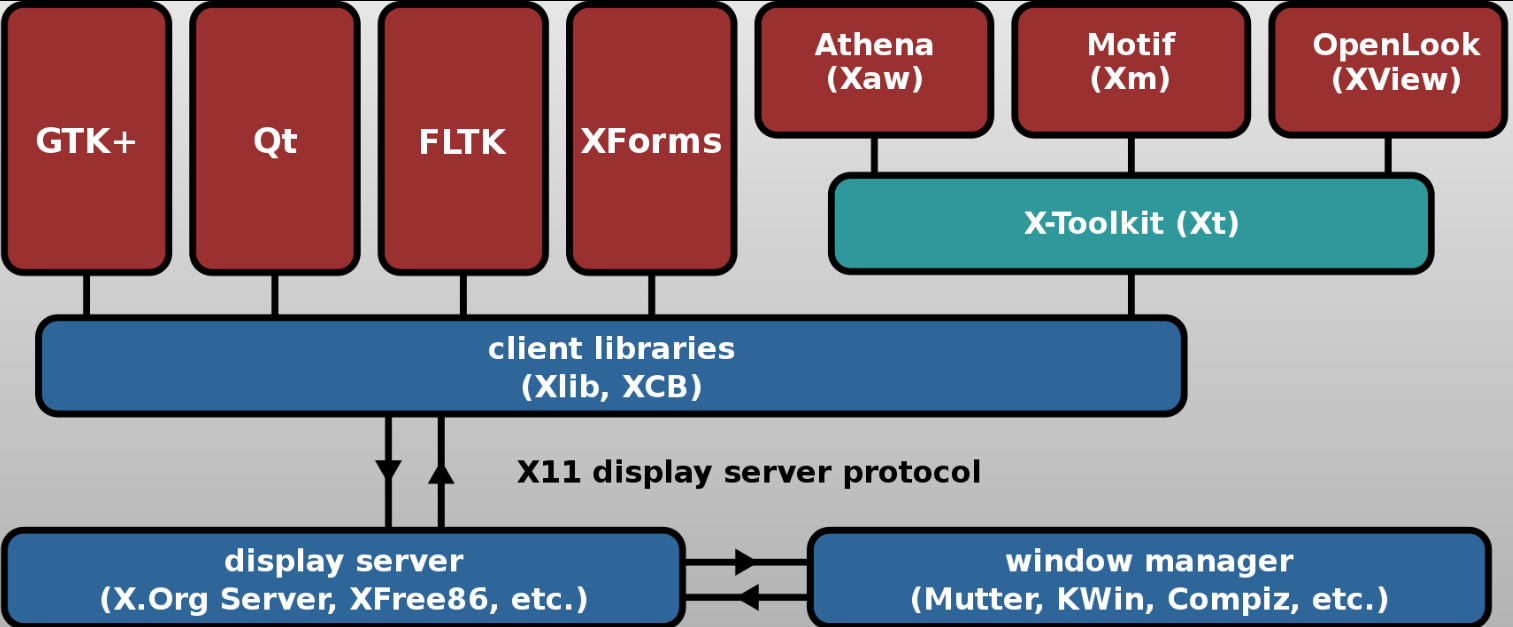 GTK+
Qt
FLTK
XForms
Athena
(Xaw)
Motif
(Xm)
OpenLook
(XView)
X-Toolkit (Xt)
client libraries
(Xlib, XCB)
X11 display server protocol
display server
(X.Org Server, XFree86, etc.)
window manager
(Mutter, KWin, Compiz, etc.)